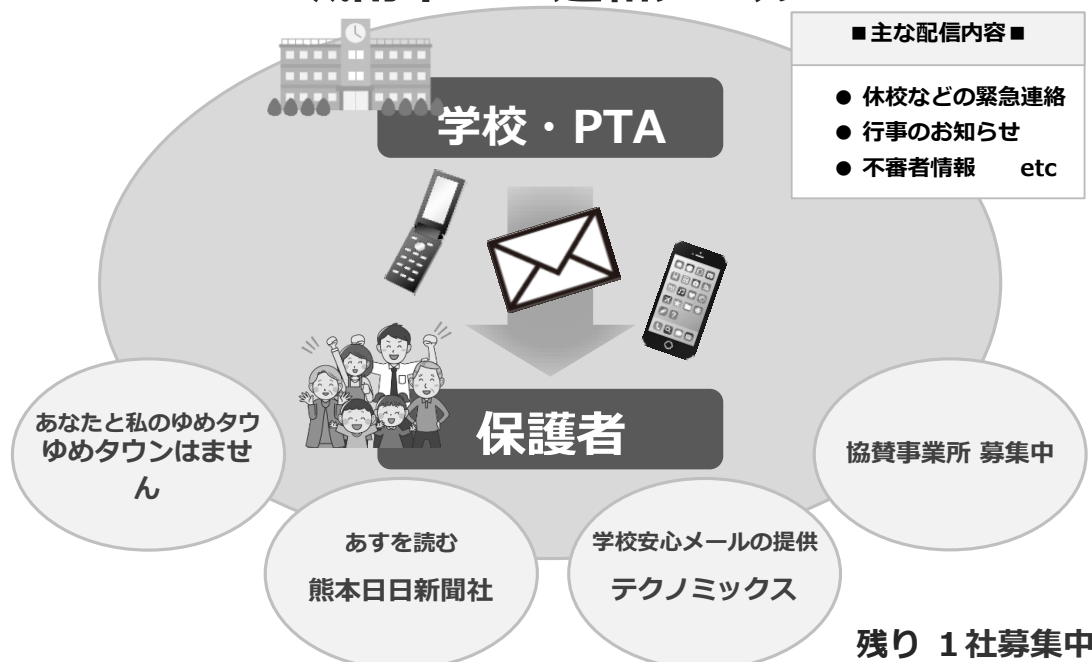 ■主な配信内容■
● 休校などの緊急連絡
● 行事のお知らせ
● 不審者情報　　etc
学校・PTA
保護者
あなたと私のゆめタウ
ゆめタウンはませ
ん
あすを読む
熊本日日新聞社
学校安心メールの提供
テクノミックス
協賛事業所 募集中
残り １社募集中